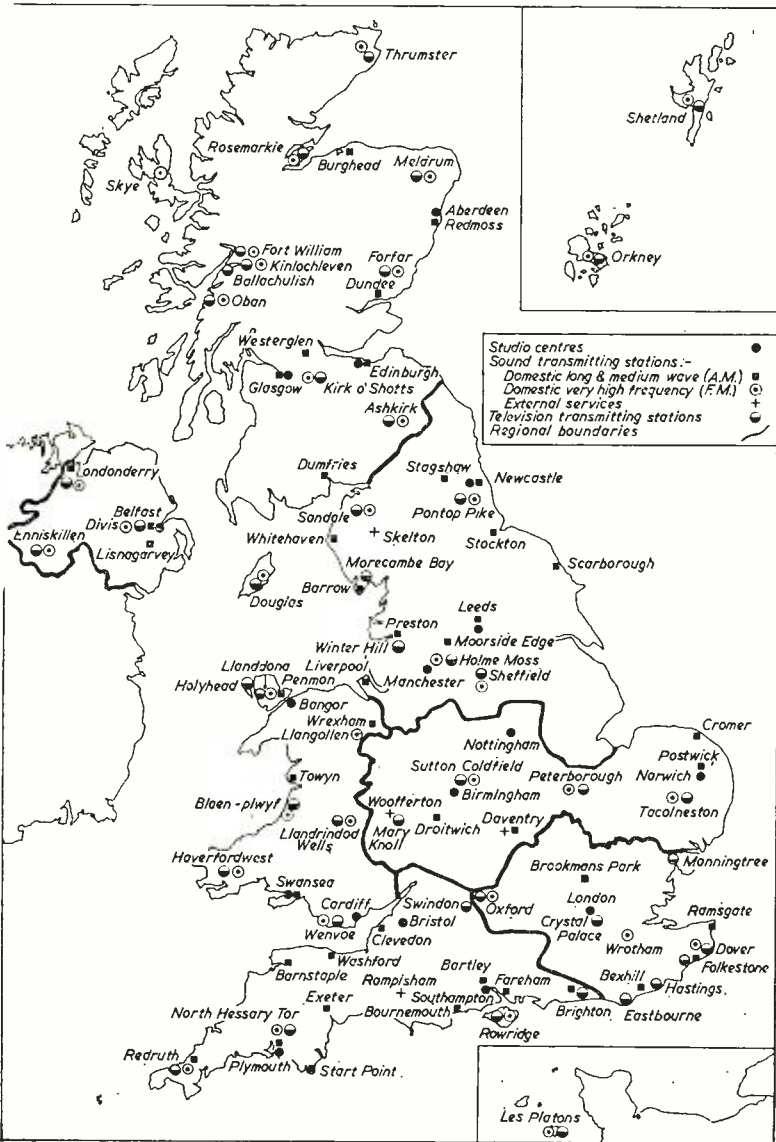 Thrumster
Shetland
Rosemarkie
Burghead
Meldrum
Skye
Aberdeen
Redmoss
Orkney
Fort William
Kinlochleven
Ballachulish
Forfar
Dundee
Oban
Westerglen
Edinburgh
Glasgow
Kirk o' Shotts
Ashkirk
Studio centres
Sound transmitting stations:-
Domestic long & medium wave (A.M.)
Domestic very high frequency (F.M.)
External services
Television transmitting stations
Regional boundaries
Londonderry
Dumfries
Stagshaw
Newcastle
Belfast
Divis
Sandale
Pontop Pike
Enniskillen
Lisnagarvey
Whitehaven
Skelton
Stockton
Morecambe Bay
Scarborough
Douglas
Barrow
Leeds
Preston
Moorside Edge
Winter Hill
Holme Moss
Llanddona
Liverpool
Manchester
Sheffield
Holyhead
Penmon
Bangor
Wrexham
Llangollen
Nottingham
Cromer
Postwick
Towyn
Sutton Coldfield
Peterborough
Norwich
Birmingham
Tacolneston
Blaen-plwyf
Woofferton
Daventry
Llandrindod
Wells
Mary
Knoll
Droitwich
Haverfordwest
Brookmans Park
Manningtree
Swansea
Cardiff
Swindon
Oxford
London
Ramsgate
Wenvoe
Bristol
Crystal
Palace
Clevedon
Wrotham
Dover
Washford
Folkestone
Barnstaple
Rampisham
Bartley
Fareham
Bexhill
Hastings
Exeter
Southampton
North Hessary Tor
Bournemouth
Brighton
Eastbourne
Rowridge
Redruth
Plymouth
Start Point
Les Platons